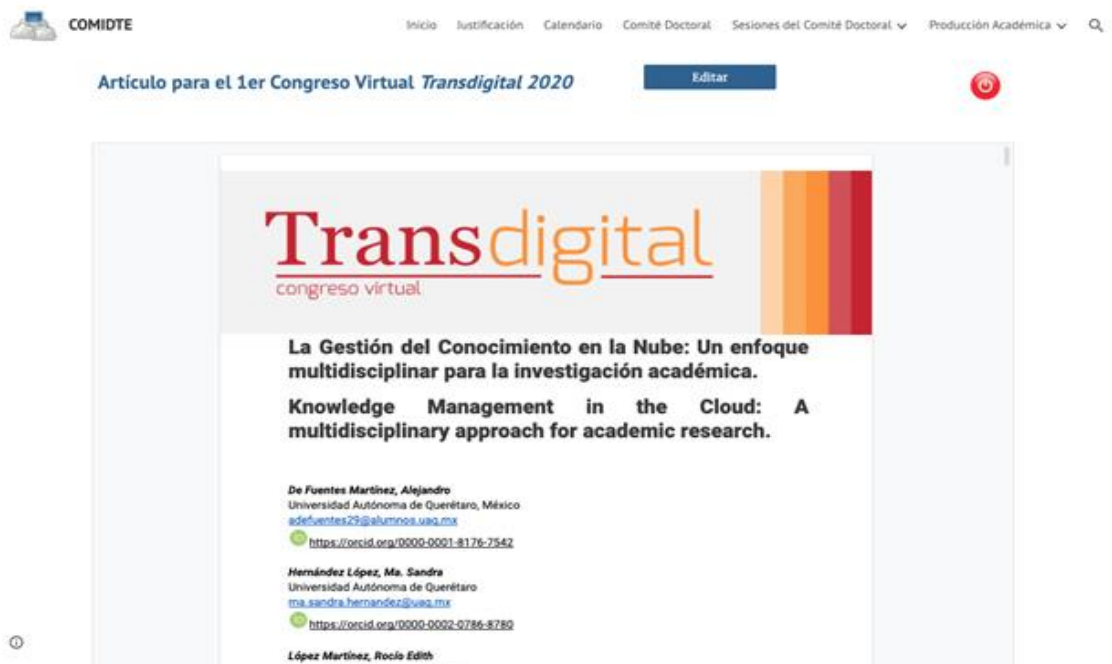 COMIDTE
Inicio Justificación Calendario Comité Doctoral Sesiones del Comité Doctoral Producción Académica
Artículo para el 1er Congreso Virtual Transdigital 2020
Editar
Transdigital
congreso virtual
La Gestión del Conocimiento en la Nube: Un enfoque
multidisciplinar para la investigación académica.
Knowledge Management in the Cloud: A
multidisciplinary approach for academic research.
De Fuentes Martínez, Alejandro
Universidad Autónoma de Querétaro, México
adefuentes29@alumnos.uaq.mx
https://orcid.org/0000-0001-8176-7542
Hernández López, Ma. Sandra
Universidad Autónoma de Querétaro
ma.sandra.hernandez@uaq.mx
https://orcid.org/0000-0002-0786-8780
López Martínez, Rocío Edith